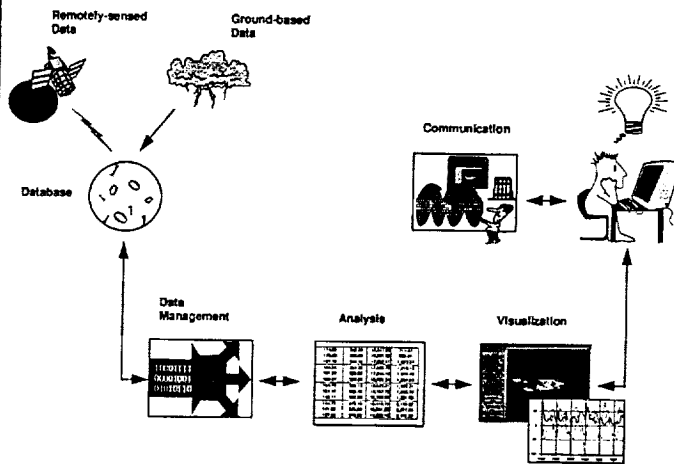 Remotely-sensed
Data
Ground-based
Data
Communication
Database
Data
Management
Analysis
Visualization